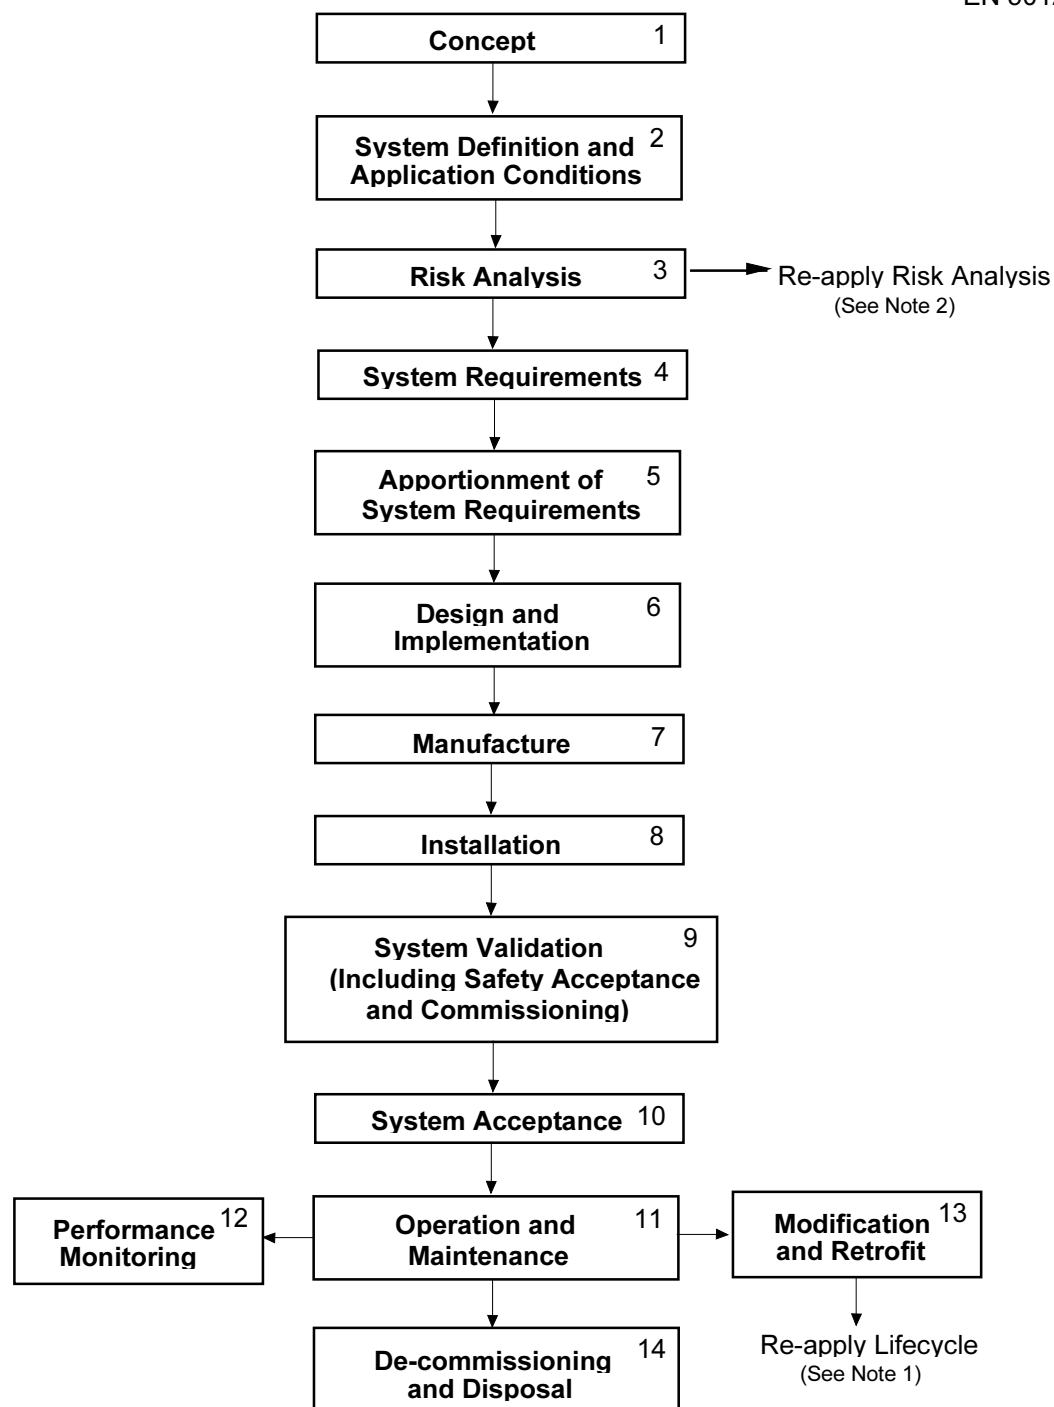 Concept 1
System Definition and 2
Application Conditions
Risk Analysis 3
Re-apply Risk Analysis
(See Note 2)
System Requirements 4
Apportionment of 5
System Requirements
Design and 6
Implementation
Manufacture 7
Installation 8
System Validation 9
(Including Safety Acceptance
and Commissioning)
System Acceptance 10
Performance 12
Monitoring
Operation and 11
Maintenance
Modification 13
and Retrofit
Re-apply Lifecycle
(See Note 1)
De-commissioning 14
and Disposal